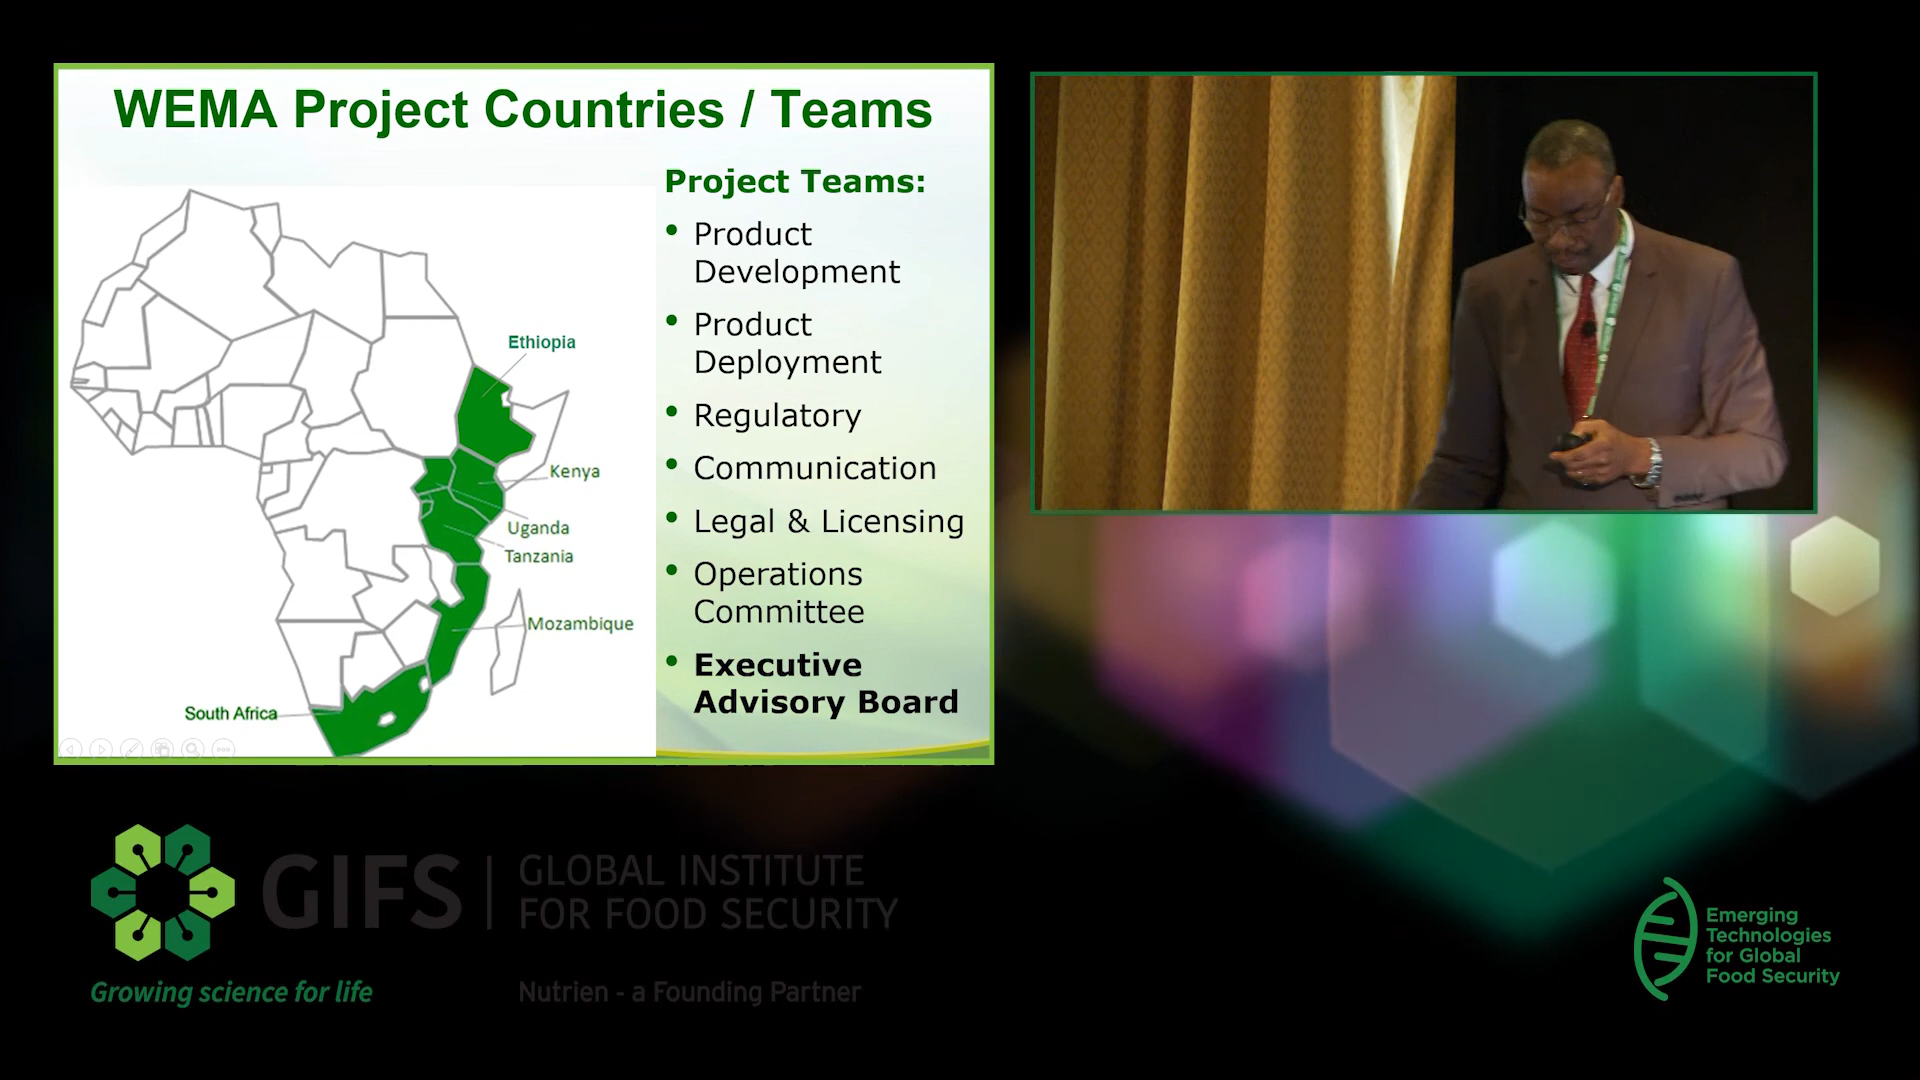 WEMA Project Countries / Teams
Project Teams:
• Product
Development
• Product
Deployment
• Regulatory
• Communication
• Legal & Licensing
• Operations
Committee
• Executive
Advisory Board
Ethiopia
Kenya
Uganda
Tanzania
Mozambique
South Africa
GIFS
GLOBAL INSTITUTE
FOR FOOD SECURITY
Growing science for life
Nutrien - a Founding Partner
Emerging
Technologies
for Global
Food Security